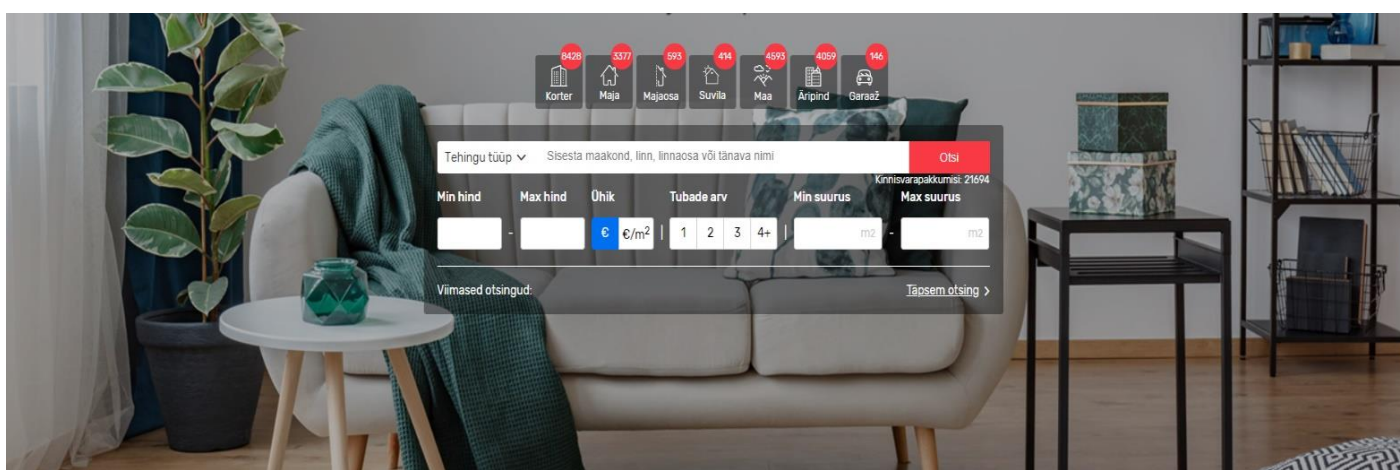 8428 3377 593 414 4593 4059 146
Korter Maja Majaosa Suvila Maa Äripind Garaaž
Tehingu tüüp Sisesta maakond, linn, linnaosa või tänava nimi Otsi
Kinnisvarapakkumisi: 21694
Min hind Max hind Ühik Tubade arv Min suurus Max suurus
- € €/m² | 1 2 3 4+ | m2 - m2
Viimased otsingud: Täpsem otsing >